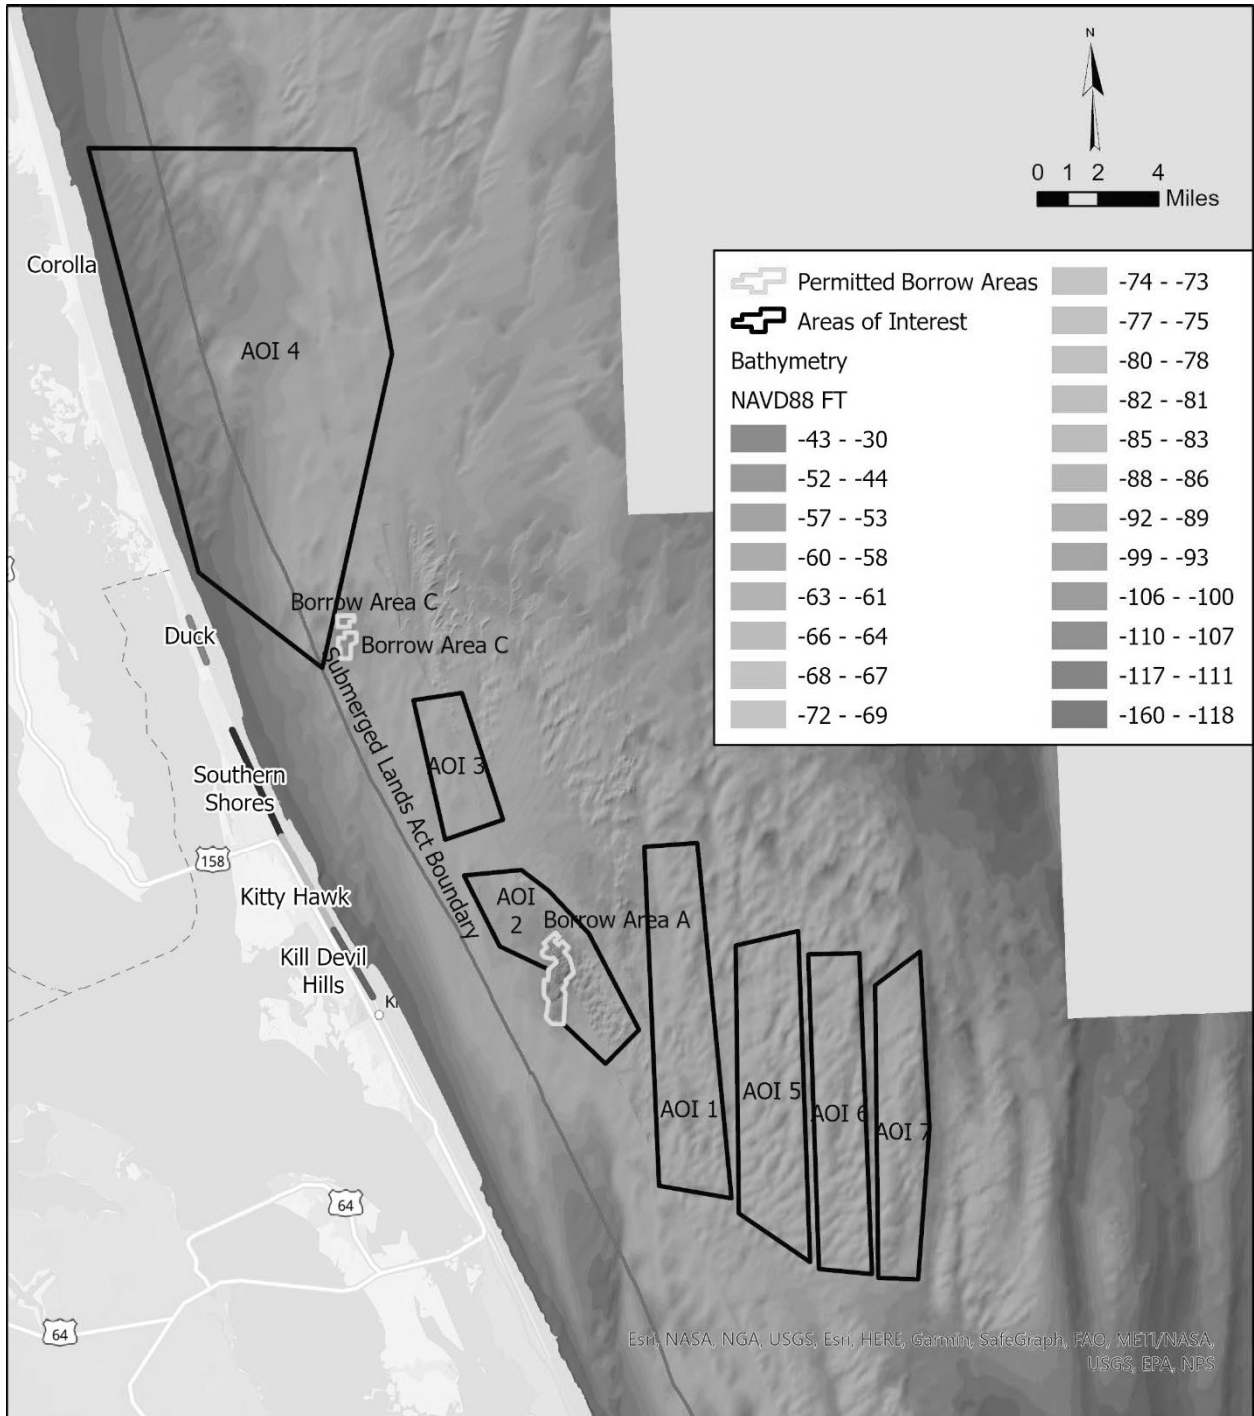 N
0 1 2 4
Miles
Corolla
AOI 4
Permitted Borrow Areas
Areas of Interest
Bathymetry
NAVD88 FT
-43 - -30
-52 - -44
-57 - -53
-60 - -58
-63 - -61
-66 - -64
-68 - -67
-72 - -69
-74 - -73
-77 - -75
-80 - -78
-82 - -81
-85 - -83
-88 - -86
-92 - -89
-99 - -93
-106 - -100
-110 - -107
-117 - -111
-160 - -118
Borrow Area C
Duck
Borrow Area C
Submerged Lands Act Boundary
AOI 3
Southern
Shores
158
Kitty Hawk
AOI
2
Borrow Area A
Kill Devil
Hills
AOI 5
AOI 1
AOI 6
AOI 7
64
64
Esri, NASA, NGA, USGS, Esri, HERE, Garmin, SafeGraph, FAO, METI/NASA,
USGS, EPA, NPS